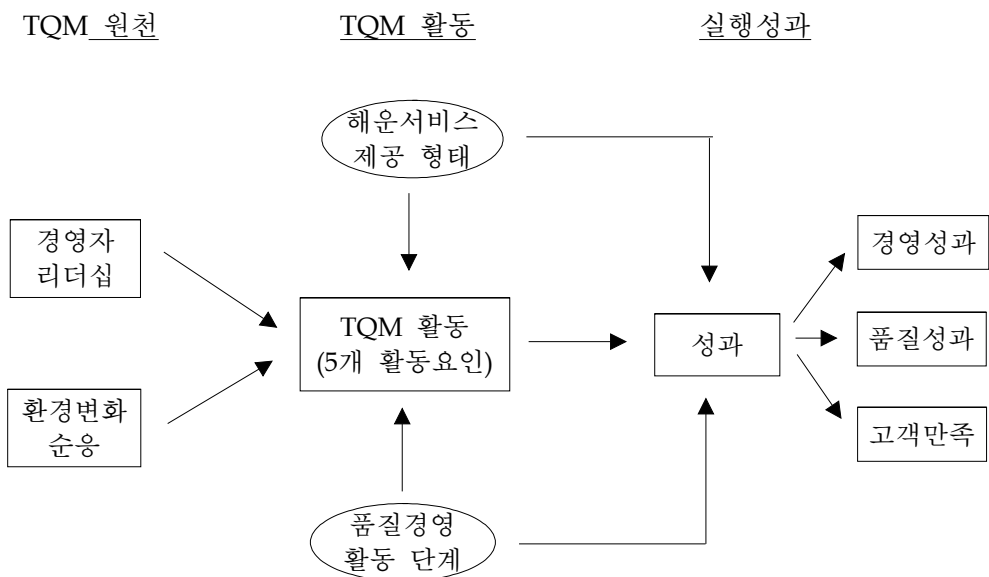 TQM 원천
TQM 활동
실행성과
해운서비스
제공 형태
경영자
리더십
환경변화
순응
TQM 활동
(5개 활동요인)
성과
경영성과
품질성과
고객만족
품질경영
활동 단계